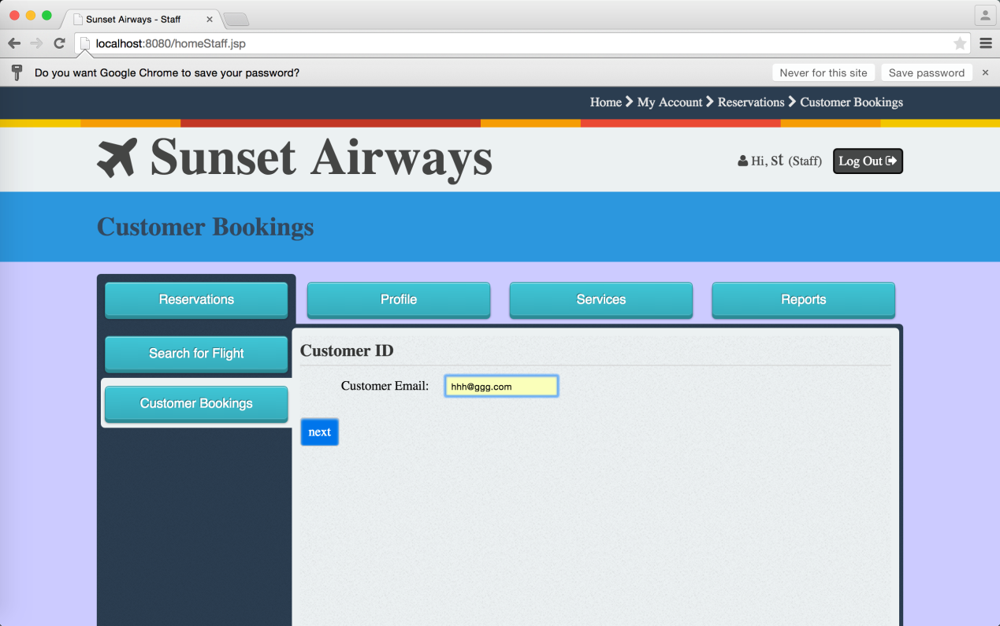 Sunset Airways - Staff
localhost:8080/homeStaff.jsp
Do you want Google Chrome to save your password? Never for this site Save password
Home My Account Reservations Customer Bookings
Sunset Airways
Hi, st (Staff) Log Out
Customer Bookings
Reservations Profile Services Reports
Search for Flight
Customer Bookings
Customer ID
Customer Email: hhh@ggg.com
next